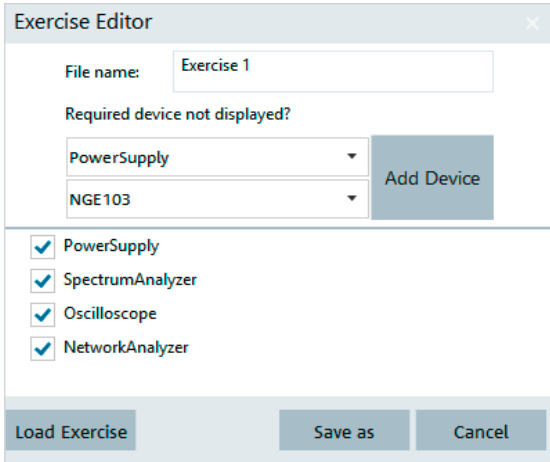 Exercise Editor
File name: Exercise 1
Required device not displayed?
PowerSupply
NGE103
Add Device
PowerSupply
SpectrumAnalyzer
Oscilloscope
NetworkAnalyzer
Load Exercise Save as Cancel